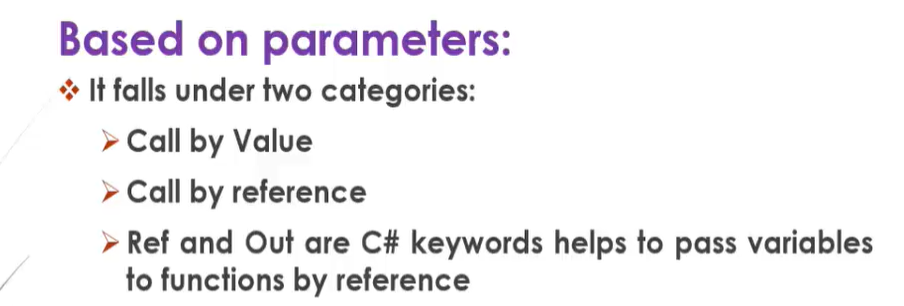 Based on parameters:
It falls under two categories:
Call by Value
Call by reference
Ref and Out are C# keywords helps to pass variables
to functions by reference